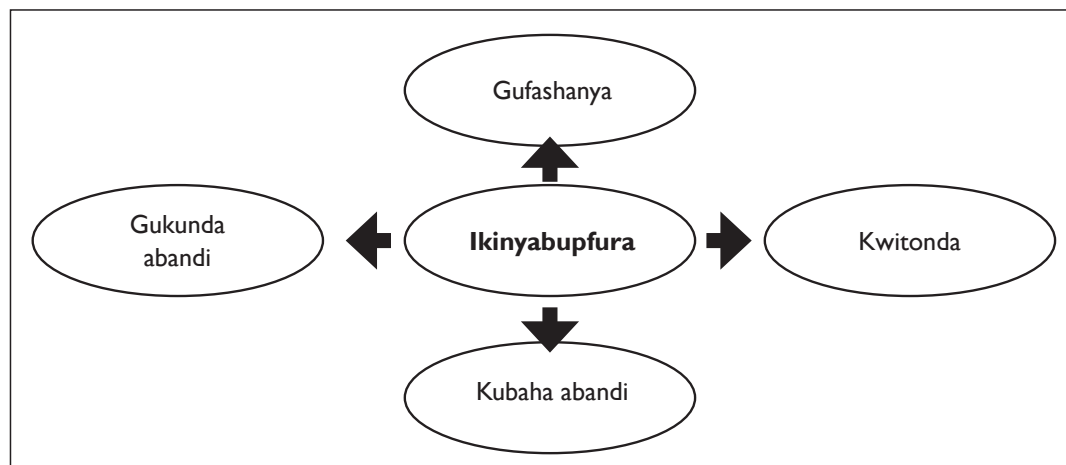 Gufashanya
Gukunda
abandi
Ikinyabupfura
Kwitonda
Kubaha abandi